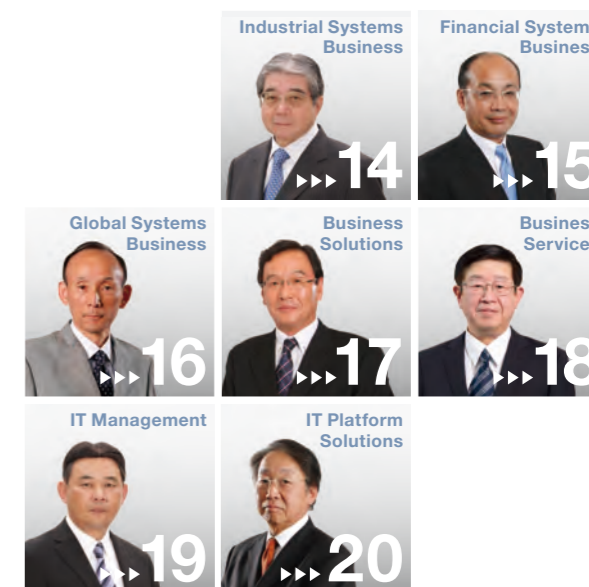 Industrial Systems
Business
▸▸▸14
Financial System
Busines
▸▸▸15
Global Systems
Business
▸▸▸16
Business
Solutions
▸▸▸17
Busines
Service
▸▸▸18
IT Management
▸▸▸19
IT Platform
Solutions
▸▸▸20